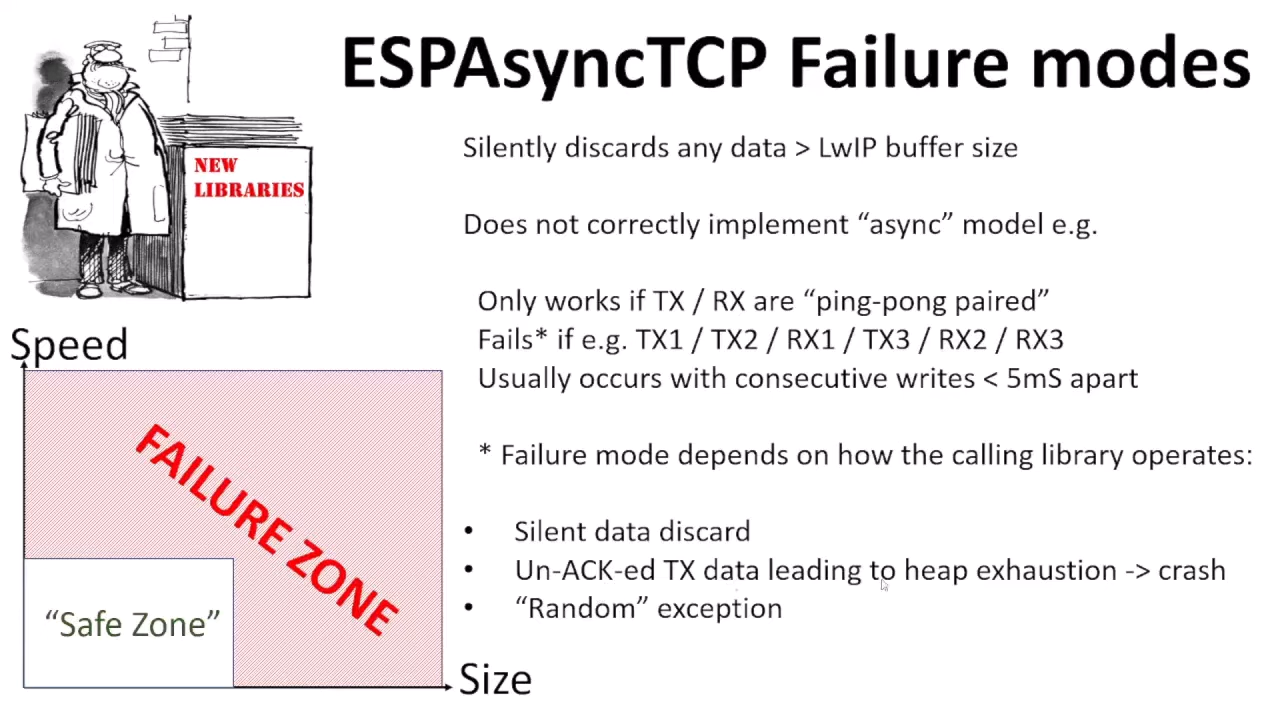 ESPAsyncTCP Failure modes
NEW
LIBRARIES
Silently discards any data > LwIP buffer size
Does not correctly implement “async” model e.g.
Only works if TX / RX are “ping-pong paired”
Fails* if e.g. TX1 / TX2 / RX1 / TX3 / RX2 / RX3
Usually occurs with consecutive writes < 5mS apart
* Failure mode depends on how the calling library operates:
• Silent data discard
• Un-ACK-ed TX data leading to heap exhaustion -> crash
• “Random” exception
Speed
FAILURE ZONE
“Safe Zone”
Size